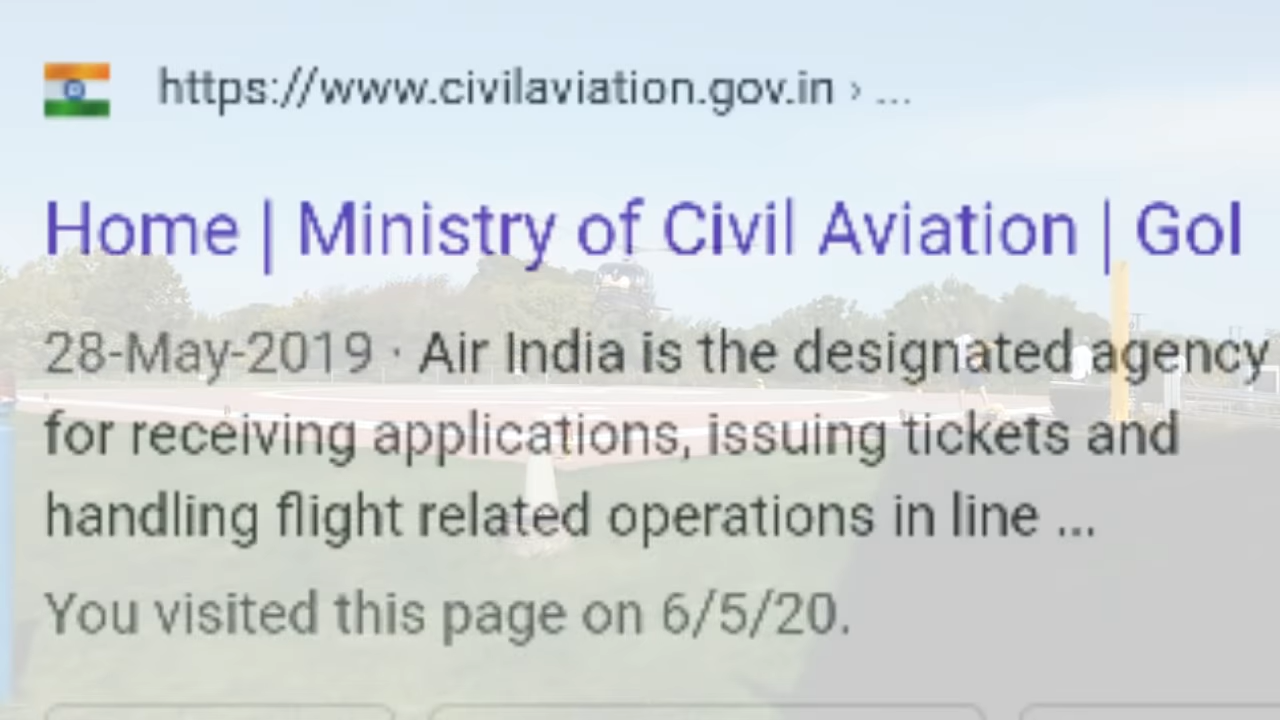 https://www.civilaviation.gov.in › ...
Home | Ministry of Civil Aviation | GoI
28-May-2019 · Air India is the designated agency
for receiving applications, issuing tickets and
handling flight related operations in line ...
You visited this page on 6/5/20.